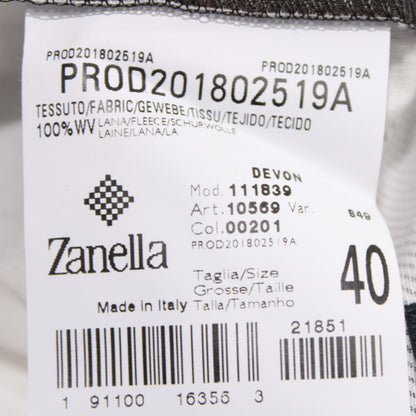 PROD201802519A
PROD201802519A
PROD201802519A
TESSUTO/FABRIC/GEWEBE/TISSU/TEJIDO/TECIDO
100%WV LANA/FLEECE/SCHURWOLLE
LAINE/LANA/LA
DEVON
Mod. 111839
Art. 10569 Var. 649
Col. 00201
PROD201802519A
Zanella
Taglia/Size
Grosse/Taille
Talla/Tamanho
40
Made in Italy
21851
1 91100 16356 3